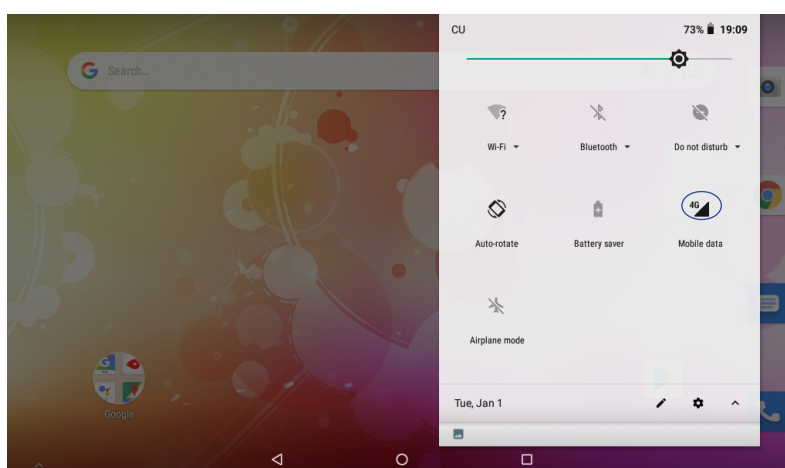 CU 73% 19:09
G Search...
?
Wi-Fi Bluetooth Do not disturb
4G
Auto-rotate Battery saver Mobile data
Airplane mode
G
Google
Tue, Jan 1